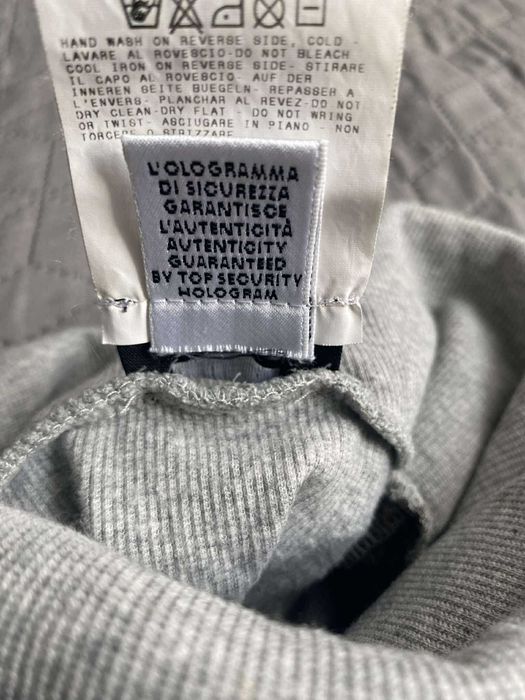 HAND WASH ON REVERSE SIDE, COLD -
LAVARE AL ROVESCIO-DO NOT BLEACH
COOL IRON ON REVERSE SIDE- STIRARE
IL CAPO AL ROVESCIO- AUF DER
INNEREN SEITE BUEGELN- REPASSER A
L'ENVERS- PLANCHAR AL REVEZ-DO NOT
DRY CLEAN-DRY FLAT - DO NOT WRING
OR TWIST- ASCIUGARE IN PIANO - NON
TORCERE O STRIZZARE
L'OLOGRAMMA
DI SICUREZZA
GARANTISCE
L'AUTENTICITÀ
AUTENTICITY
GUARANTEED
BY TOP SECURITY
HOLOGRAM